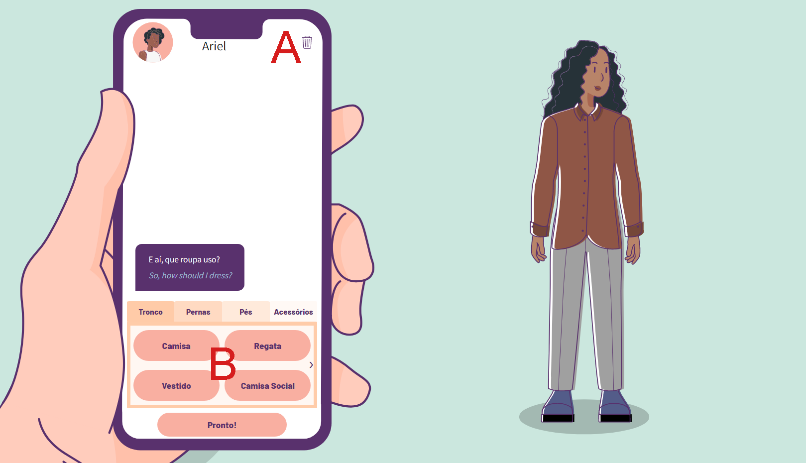 Ariel
A
E aí, que roupa uso?
So, how should I dress?
Tronco Pernas Pés Acessórios
Camisa Regata
B
Vestido Camisa Social
Pronto!